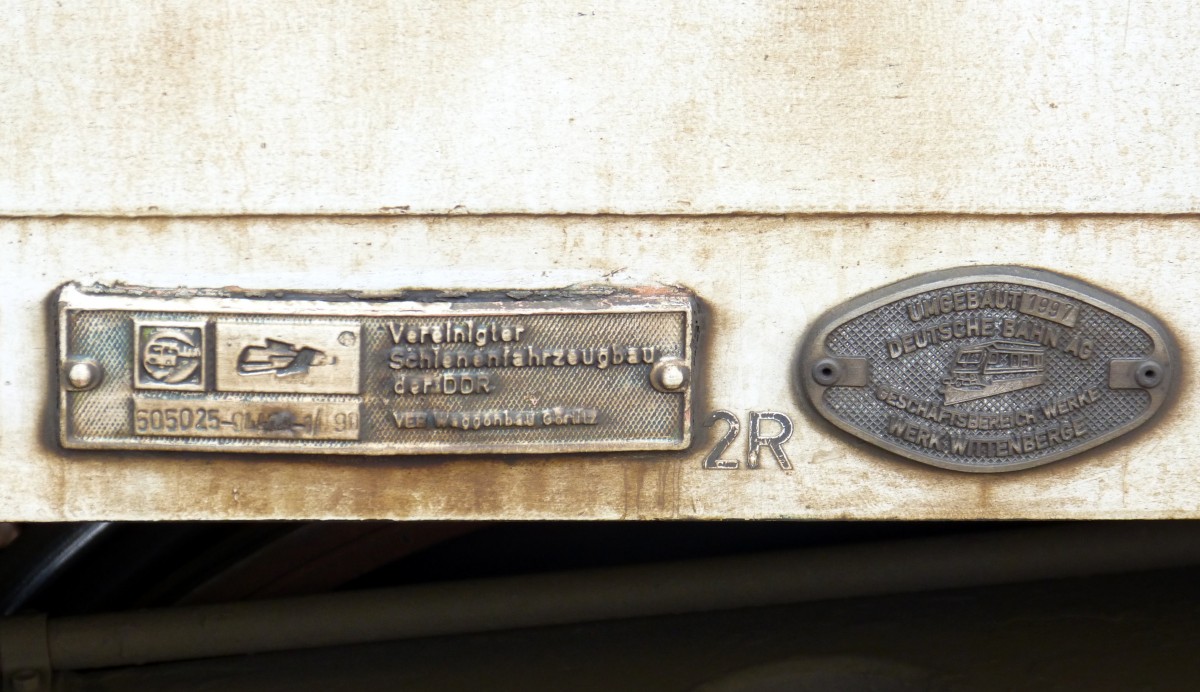 Vereinigter
Schienenfahrzeugbau
der DDR
VEB Waggonbau Görlitz
2R
UMGEBAUT 1997
DEUTSCHE BAHN AG
GESCHÄFTSBEREICH WERKE
WERK WITTENBERGE